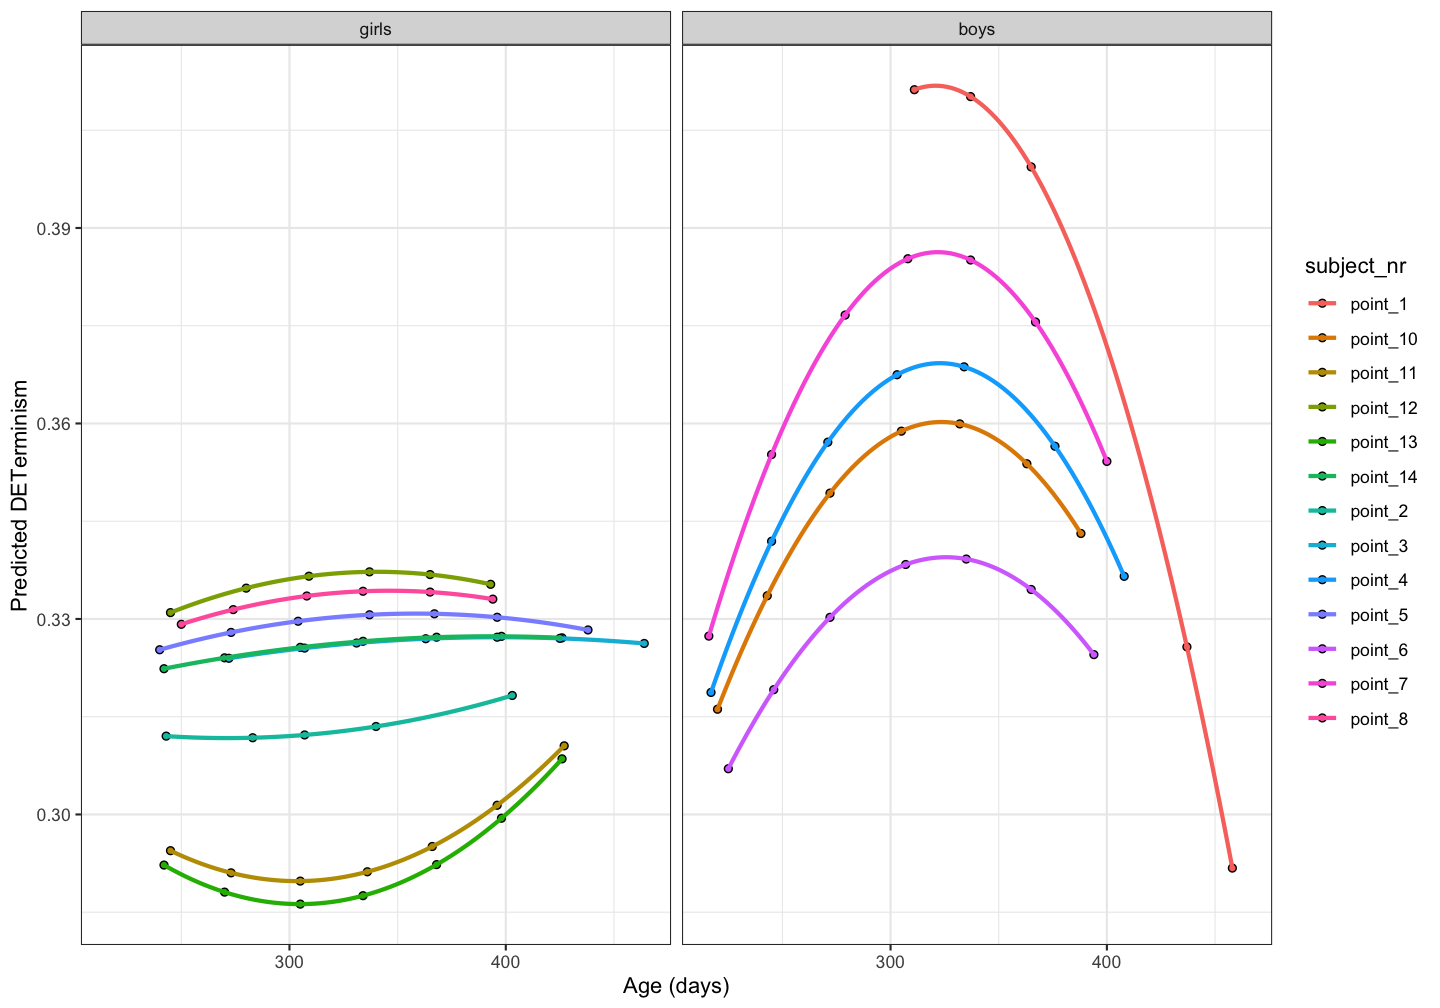 girls
boys
0.39
0.36
0.33
0.30
Predicted DETerminism
300
400
300
400
Age (days)
subject_nr
point_1
point_10
point_11
point_12
point_13
point_14
point_2
point_3
point_4
point_5
point_6
point_7
point_8